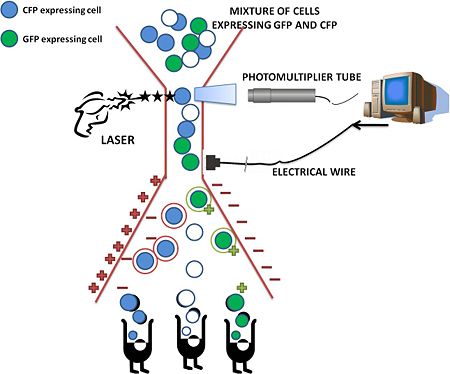 CFP expressing cell
GFP expressing cell
MIXTURE OF CELLS
EXPRESSING GFP AND CFP
PHOTOMULTIPLIER TUBE
LASER
ELECTRICAL WIRE